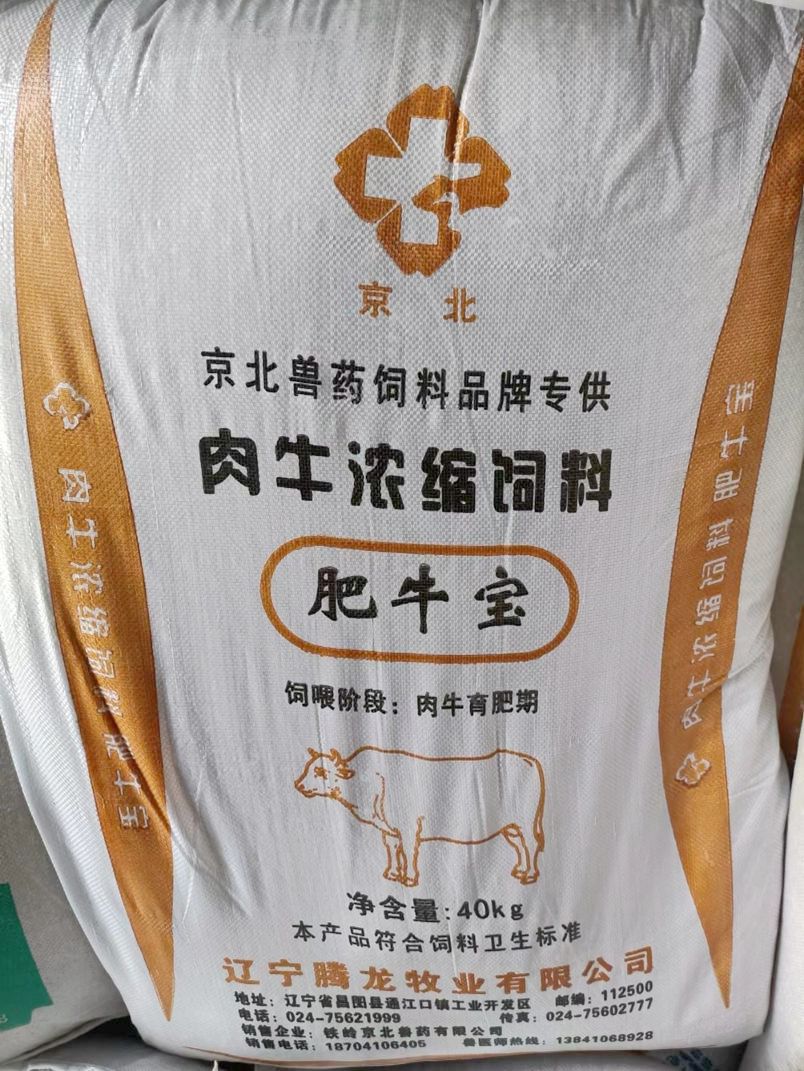 京北
京北兽药饲料品牌专供
肉牛浓缩饲料
肥牛宝
饲喂阶段：肉牛育肥期
净含量:40kg
本产品符合饲料卫生标准
辽宁腾龙牧业有限公司
地址：辽宁省昌图县通江口镇工业开发区 邮编：112500
电话：024-75621999 传真：024-75602777
销售企业：铁岭京北兽药有限公司
销售电话：18704106405 兽医师热线：13841068928
肉牛浓缩饲料 肥牛宝
肉牛浓缩饲料 肥牛宝